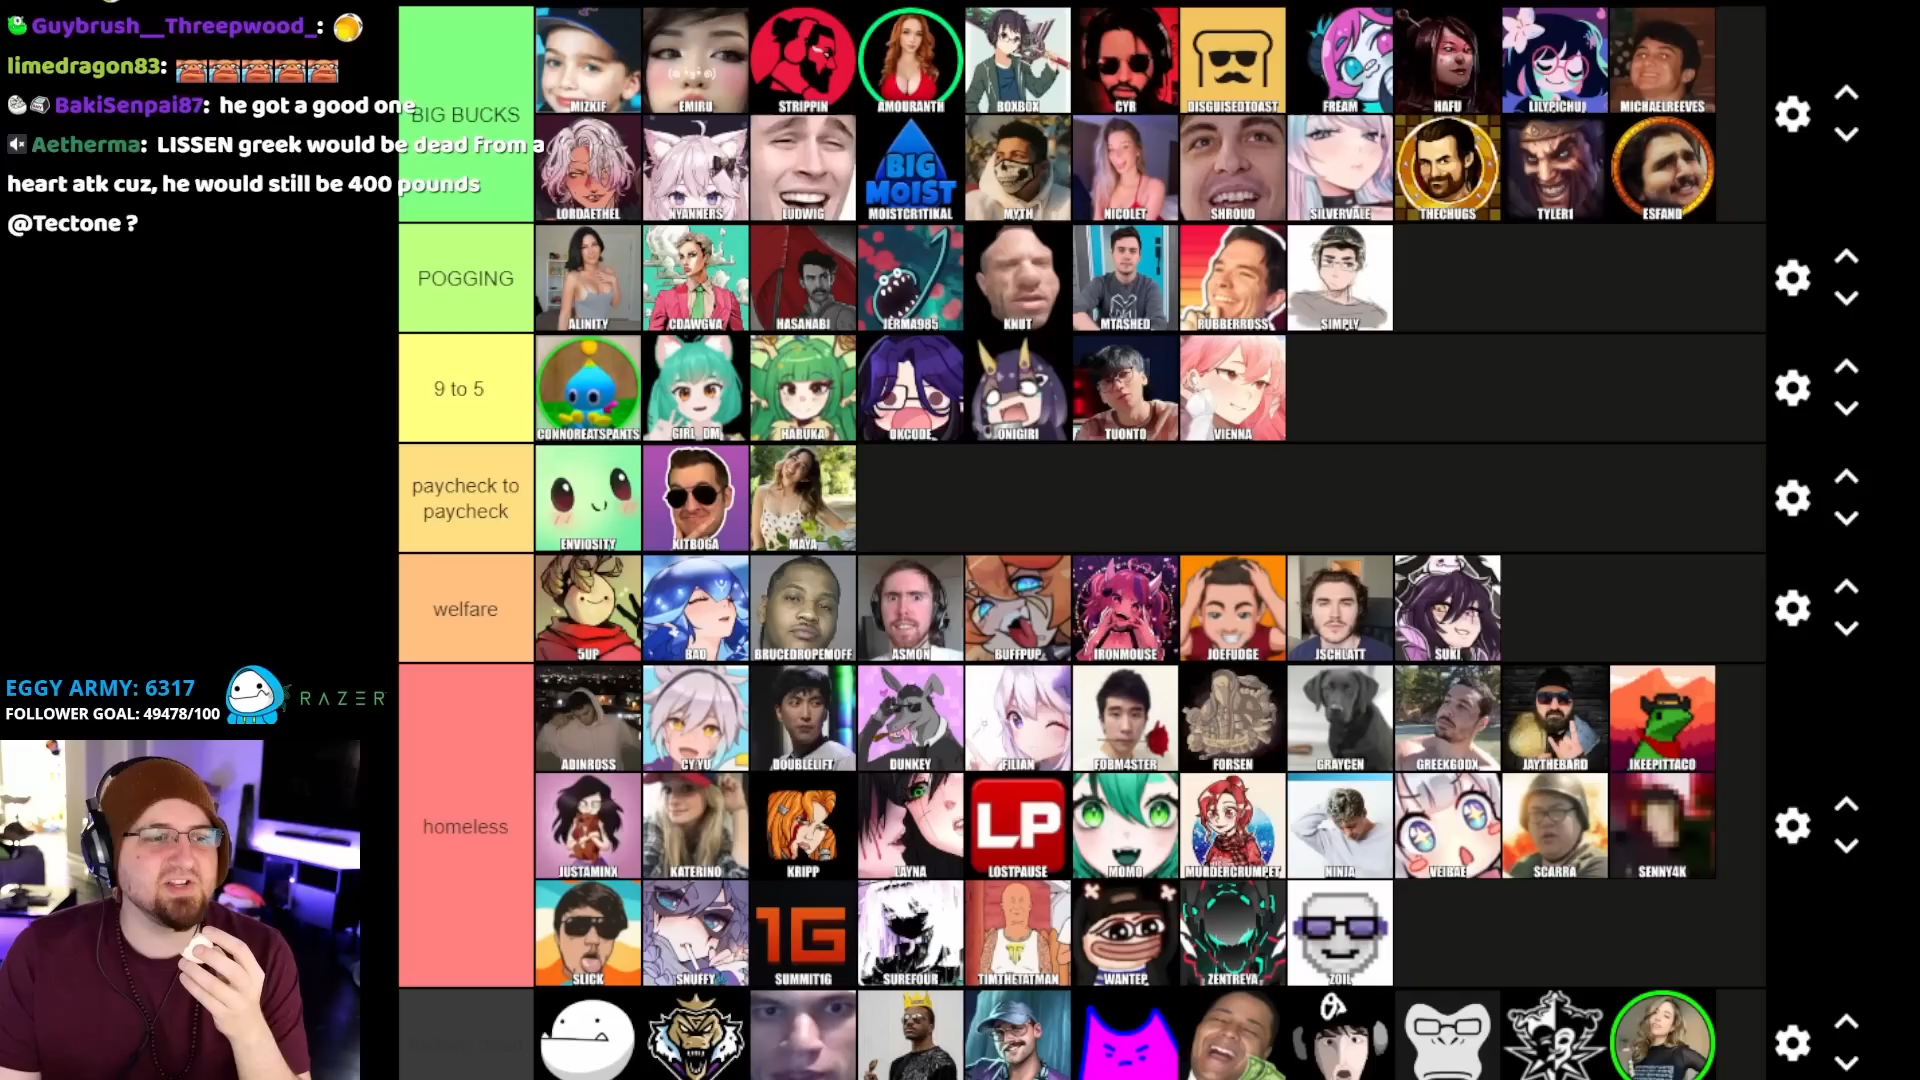 Guybrush__Threepwood_:
limedragon83:
BakiSenpai87: he got a good one
Aetherma: LISSEN greek would be dead from a
heart atk cuz, he would still be 400 pounds
@Tectone ?
BIG BUCKS
MIZKIF
EMIRU
STRIPPIN
AMOURANTH
BOXBOX
CYR
DISGUISEDTOAST
FREAM
HAFU
LILYPICHU
MICHAELREEVES
LORDAETHEL
NYANNERS
LUDWIG
BIG
MOIST
MOISTCR1TIKAL
MYTH
NICOLET
SHROUD
SILVERVALE
THECHUGS
TYLER1
ESFAND
POGGING
ALINITY
CDAWGVA
HASANABI
JERMA985
KNUT
MTASHED
RUBBERROSS
SIMPLY
9 to 5
CONNOREATSPANTS
GIRL_DM
HARUKA
OKCODE
ONIGIRI
TUONTO
VIENNA
paycheck to
paycheck
ENVIOSITY
KITBOGA
MAYA
welfare
5UP
BAO
BRUCEDROPEMOFF
ASMON
BUFFPUP
IRONMOUSE
JOEFUDGE
JSCHLATT
SUKI
homeless
ADINROSS
CY YU
DOUBLELIFT
DUNKEY
FILIAN
FOBM4STER
FORSEN
GRAYCEN
GREEKGODX
JAYTHEBARD
IKEEPITTACO
JUSTAMINX
KATERINO
KRIPP
LAYNA
LP
LOSTPAUSE
MOMO
MURDERCRUMPET
NINJA
VEIBAE
SCARRA
SENNY4K
SLICK
SNUFFY
1G
SUMMIT1G
SUREFOUR
TIMTHETATMAN
WANTEP
ZENTREYA
ZOIL
EGGY ARMY: 6317
FOLLOWER GOAL: 49478/100
RAZER